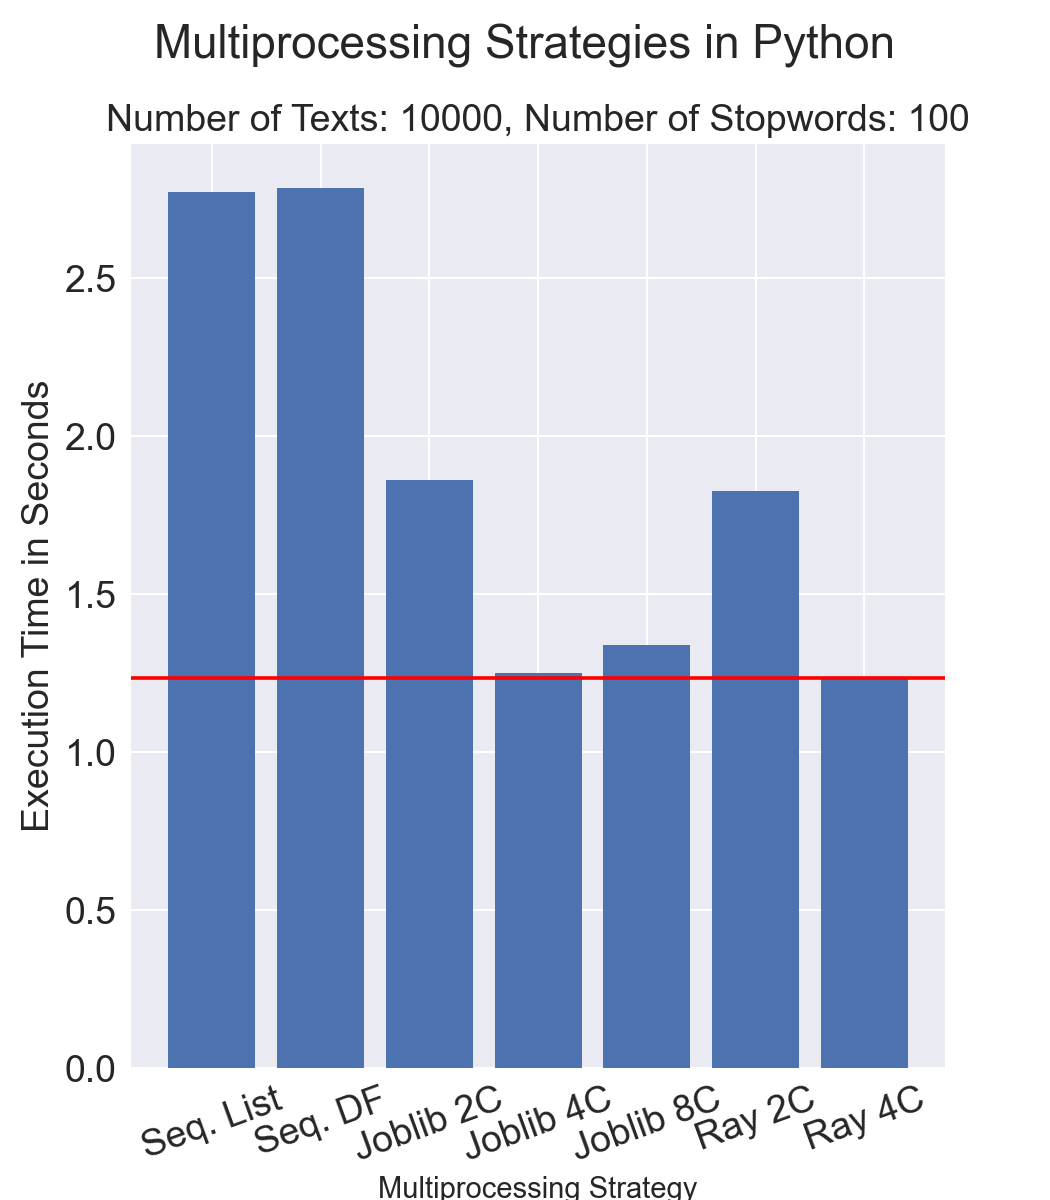 Multiprocessing Strategies in Python
Number of Texts: 10000, Number of Stopwords: 100
Execution Time in Seconds
2.5
2.0
1.5
1.0
0.5
0.0
Seq. List
Seq. DF
Joblib 2C
Joblib 4C
Joblib 8C
Ray 2C
Ray 4C
Multiprocessing Strategy